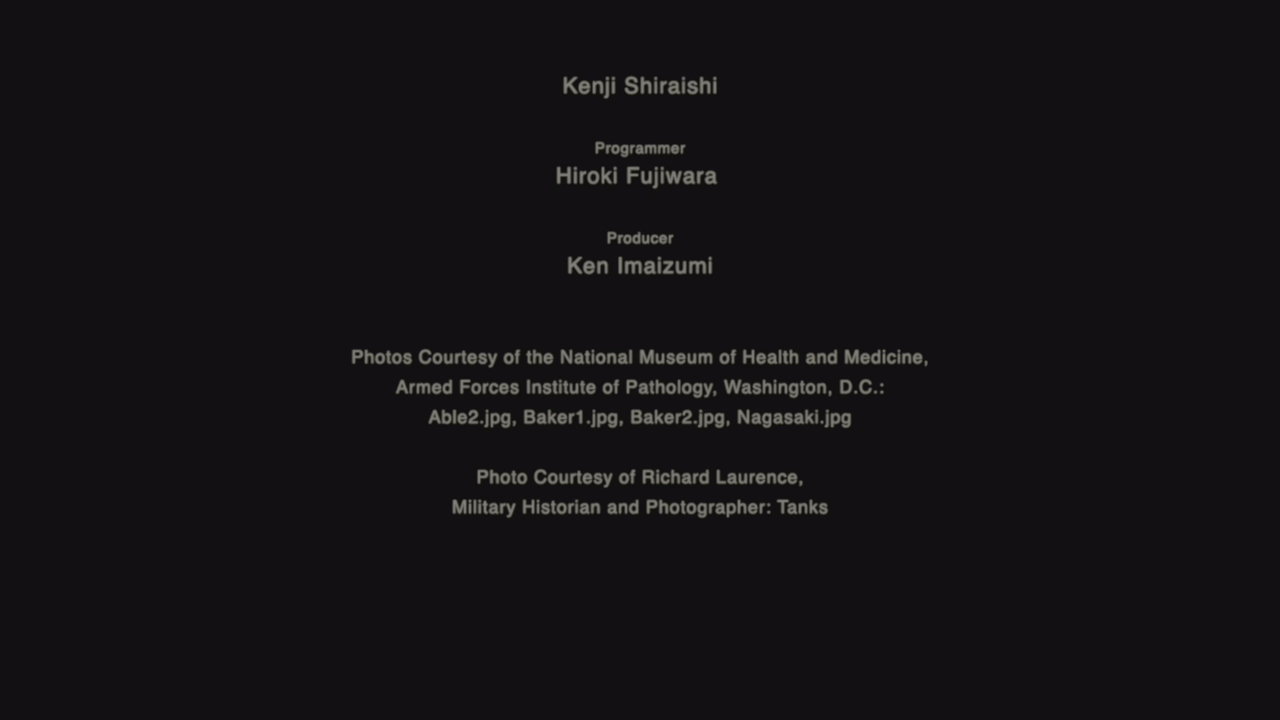 Kenji Shiraishi
Programmer
Hiroki Fujiwara
Producer
Ken Imaizumi
Photos Courtesy of the National Museum of Health and Medicine,
Armed Forces Institute of Pathology, Washington, D.C.:
Able2.jpg, Baker1.jpg, Baker2.jpg, Nagasaki.jpg
Photo Courtesy of Richard Laurence,
Military Historian and Photographer: Tanks